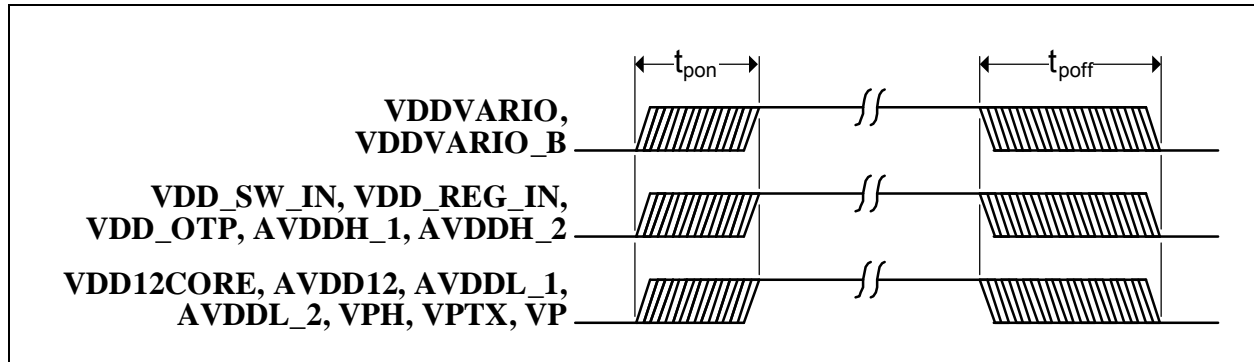 tpon
tpoff
VDDVARIO,
VDDVARIO_B
VDD_SW_IN, VDD_REG_IN,
VDD_OTP, AVDDH_1, AVDDH_2
VDD12CORE, AVDD12, AVDDL_1,
AVDDL_2, VPH, VPTX, VP